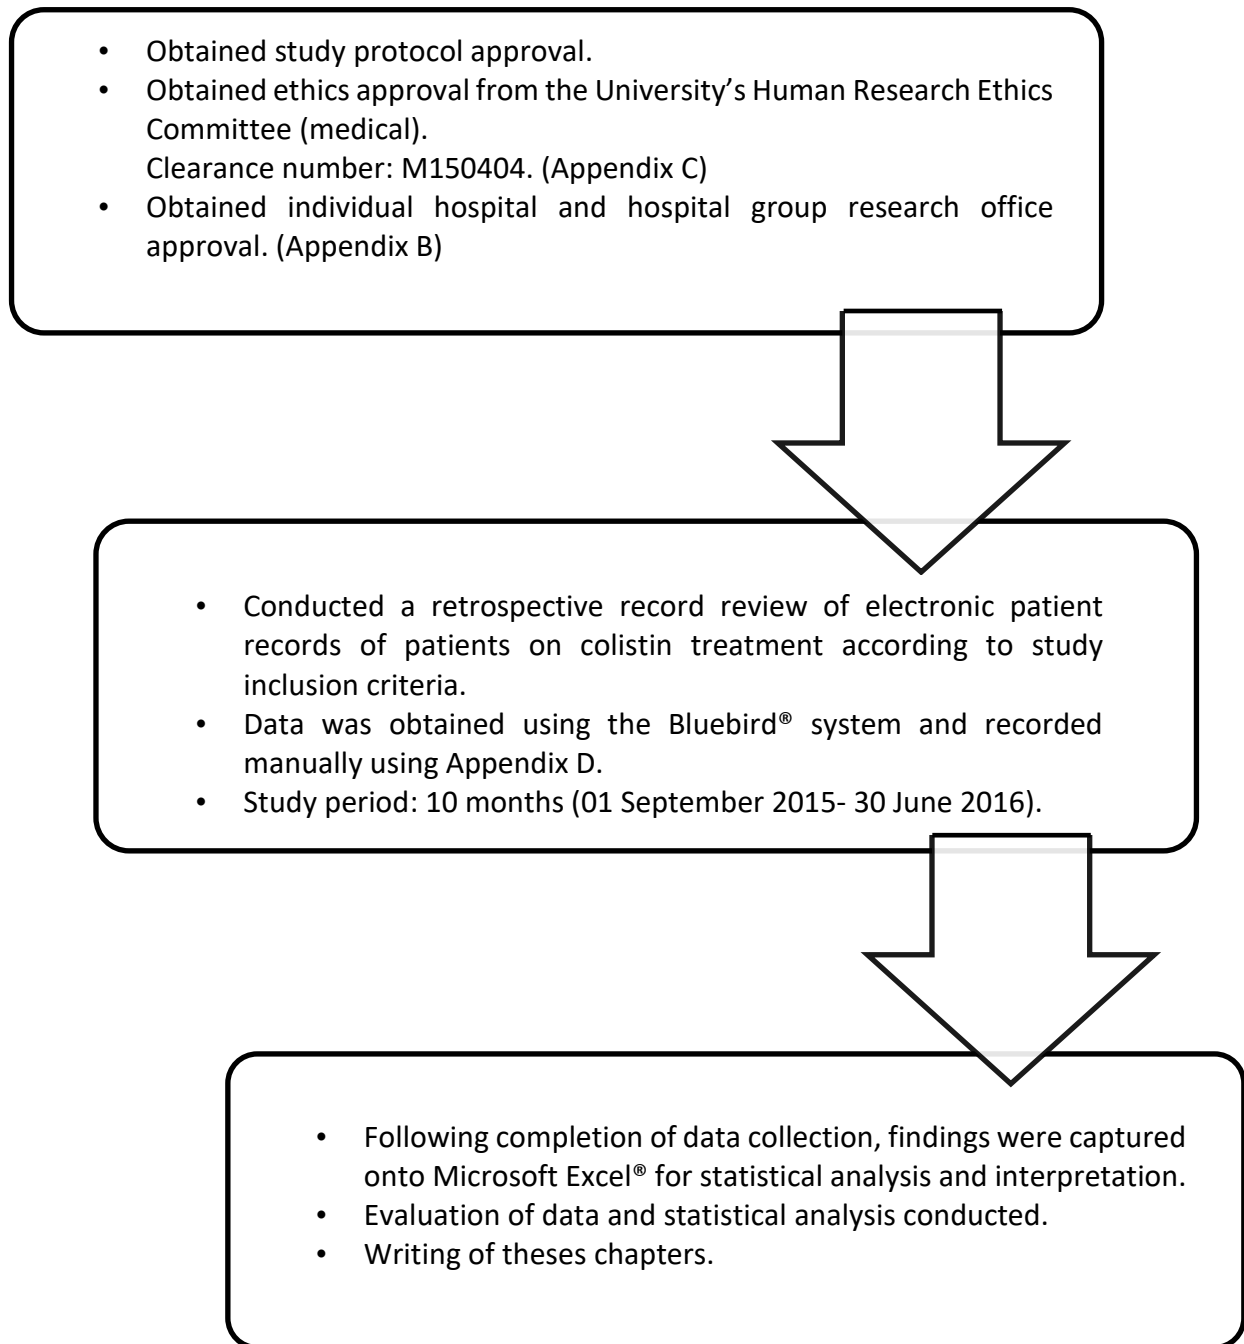 • Obtained study protocol approval.
• Obtained ethics approval from the University’s Human Research Ethics
Committee (medical).
Clearance number: M150404. (Appendix C)
• Obtained individual hospital and hospital group research office
approval. (Appendix B)
• Conducted a retrospective record review of electronic patient
records of patients on colistin treatment according to study
inclusion criteria.
• Data was obtained using the Bluebird® system and recorded
manually using Appendix D.
• Study period: 10 months (01 September 2015- 30 June 2016).
• Following completion of data collection, findings were captured
onto Microsoft Excel® for statistical analysis and interpretation.
• Evaluation of data and statistical analysis conducted.
• Writing of theses chapters.